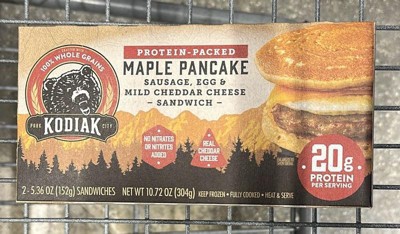 CRAFTED WITH
100% WHOLE GRAINS
KODIAK
PARK CITY
PROTEIN-PACKED
MAPLE PANCAKE
SAUSAGE, EGG &
MILD CHEDDAR CHEESE
- SANDWICH -
NO NITRATES
OR NITRITES
ADDED
REAL
CHEDDAR
CHEESE
20g
PROTEIN
PER SERVING
2 - 5.36 OZ (152g) SANDWICHES NET WT 10.72 OZ (304g) KEEP FROZEN • FULLY COOKED • HEAT & SERVE